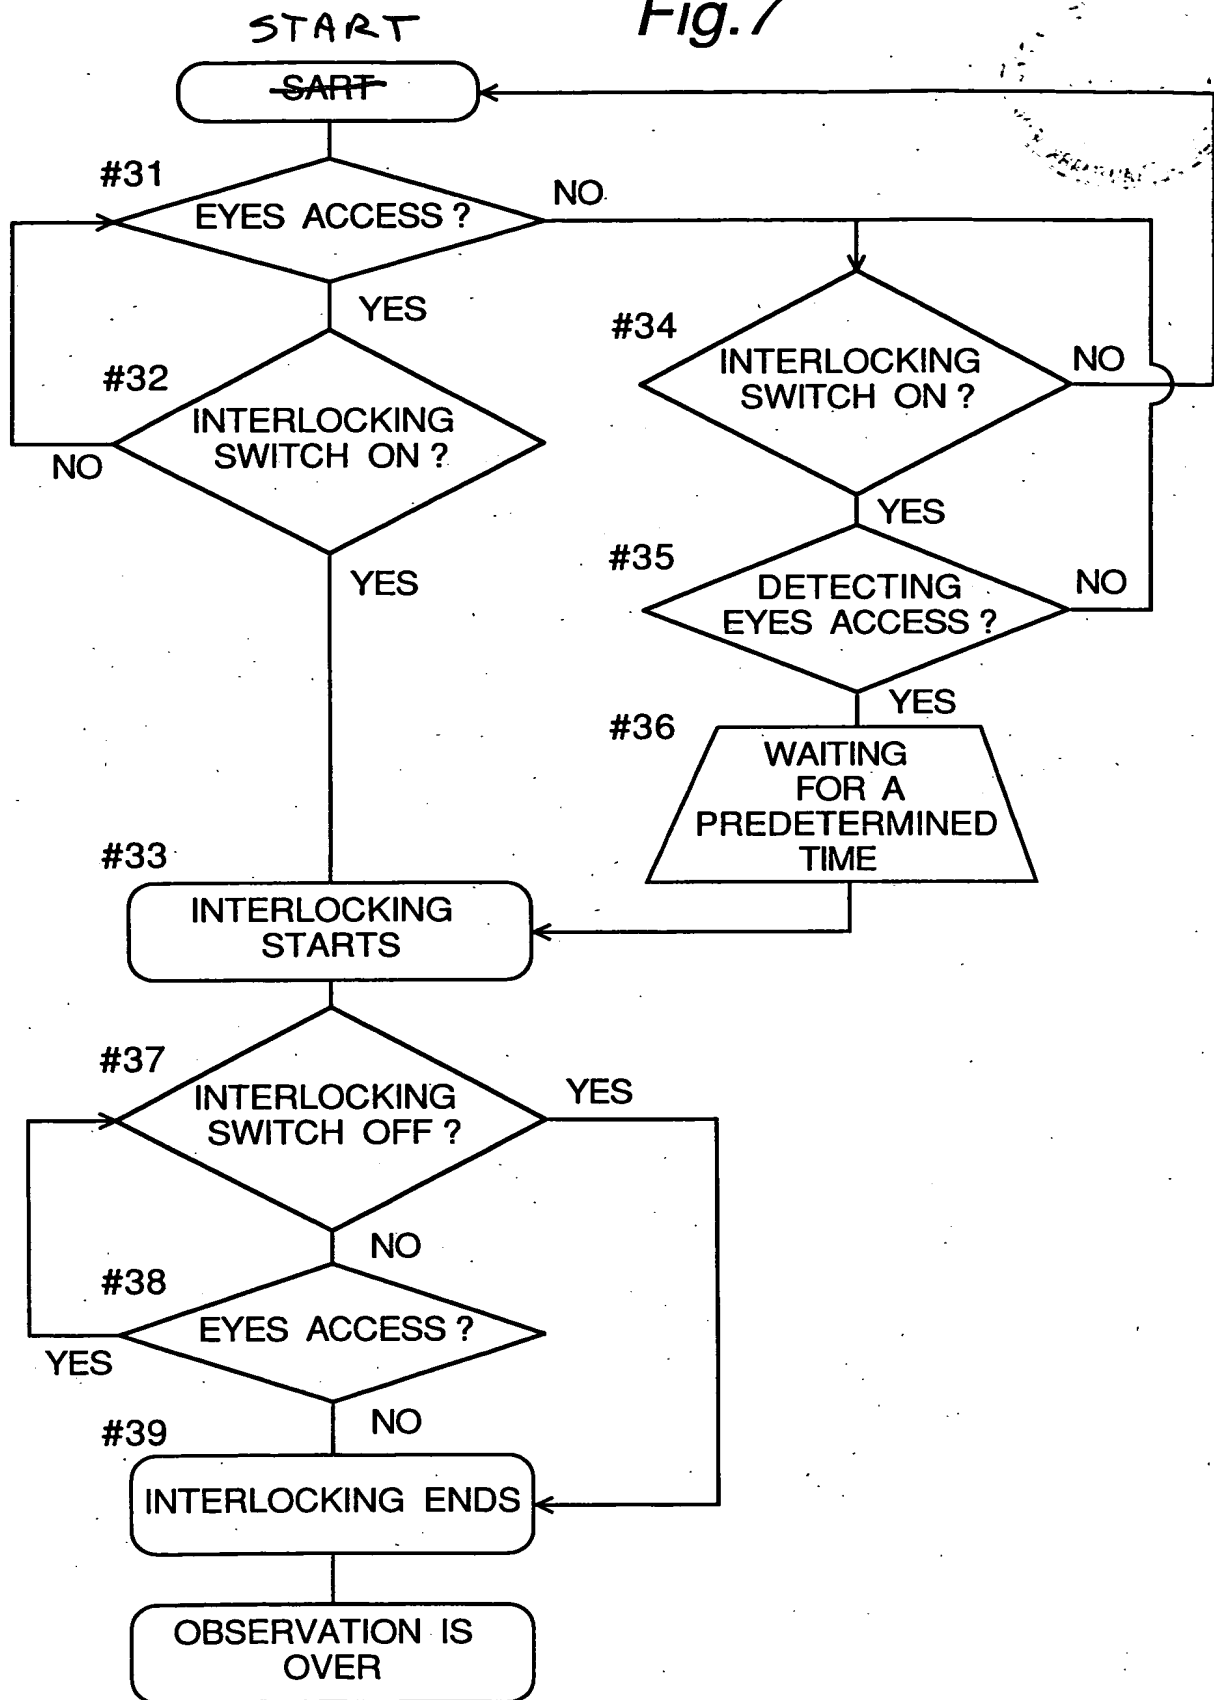 Fig.7
START
SART
#31
EYES ACCESS ?
NO
YES
#32
INTERLOCKING
SWITCH ON ?
NO
YES
#34
INTERLOCKING
SWITCH ON ?
NO
YES
#35
DETECTING
EYES ACCESS ?
NO
YES
#36
WAITING
FOR A
PREDETERMINED
TIME
#33
INTERLOCKING
STARTS
#37
INTERLOCKING
SWITCH OFF ?
YES
NO
#38
EYES ACCESS ?
YES
NO
#39
INTERLOCKING ENDS
OBSERVATION IS
OVER